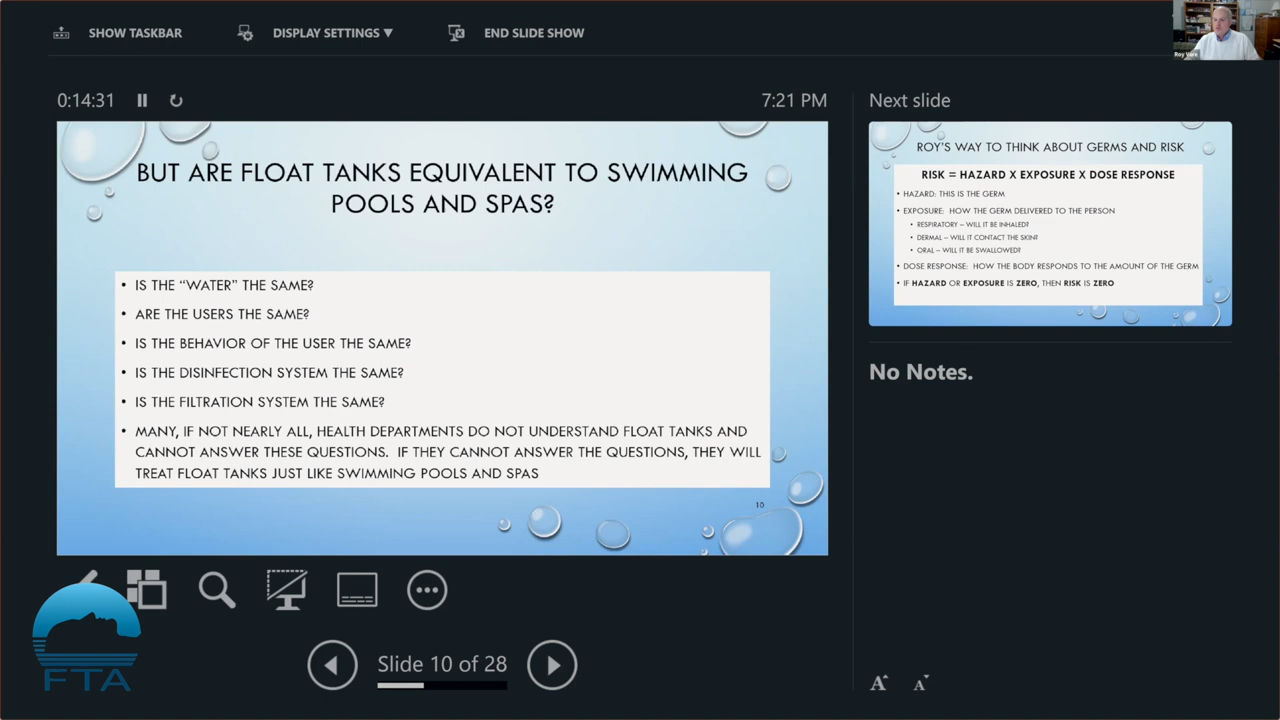 SHOW TASKBAR
DISPLAY SETTINGS ▼
END SLIDE SHOW
0:14:31
7:21 PM
BUT ARE FLOAT TANKS EQUIVALENT TO SWIMMING
POOLS AND SPAS?
• IS THE “WATER” THE SAME?
• ARE THE USERS THE SAME?
• IS THE BEHAVIOR OF THE USER THE SAME?
• IS THE DISINFECTION SYSTEM THE SAME?
• IS THE FILTRATION SYSTEM THE SAME?
• MANY, IF NOT NEARLY ALL, HEALTH DEPARTMENTS DO NOT UNDERSTAND FLOAT TANKS AND
CANNOT ANSWER THESE QUESTIONS. IF THEY CANNOT ANSWER THE QUESTIONS, THEY WILL
TREAT FLOAT TANKS JUST LIKE SWIMMING POOLS AND SPAS
10
Slide 10 of 28
FTA
Roy Vore
Next slide
ROY’S WAY TO THINK ABOUT GERMS AND RISK
RISK = HAZARD X EXPOSURE X DOSE RESPONSE
• HAZARD: THIS IS THE GERM
• EXPOSURE: HOW THE GERM DELIVERED TO THE PERSON
• RESPIRATORY – WILL IT BE INHALED?
• DERMAL – WILL IT CONTACT THE SKIN?
• ORAL – WILL IT BE SWALLOWED?
• DOSE RESPONSE: HOW THE BODY RESPONDS TO THE AMOUNT OF THE GERM
• IF HAZARD OR EXPOSURE IS ZERO, THEN RISK IS ZERO
No Notes.
A A